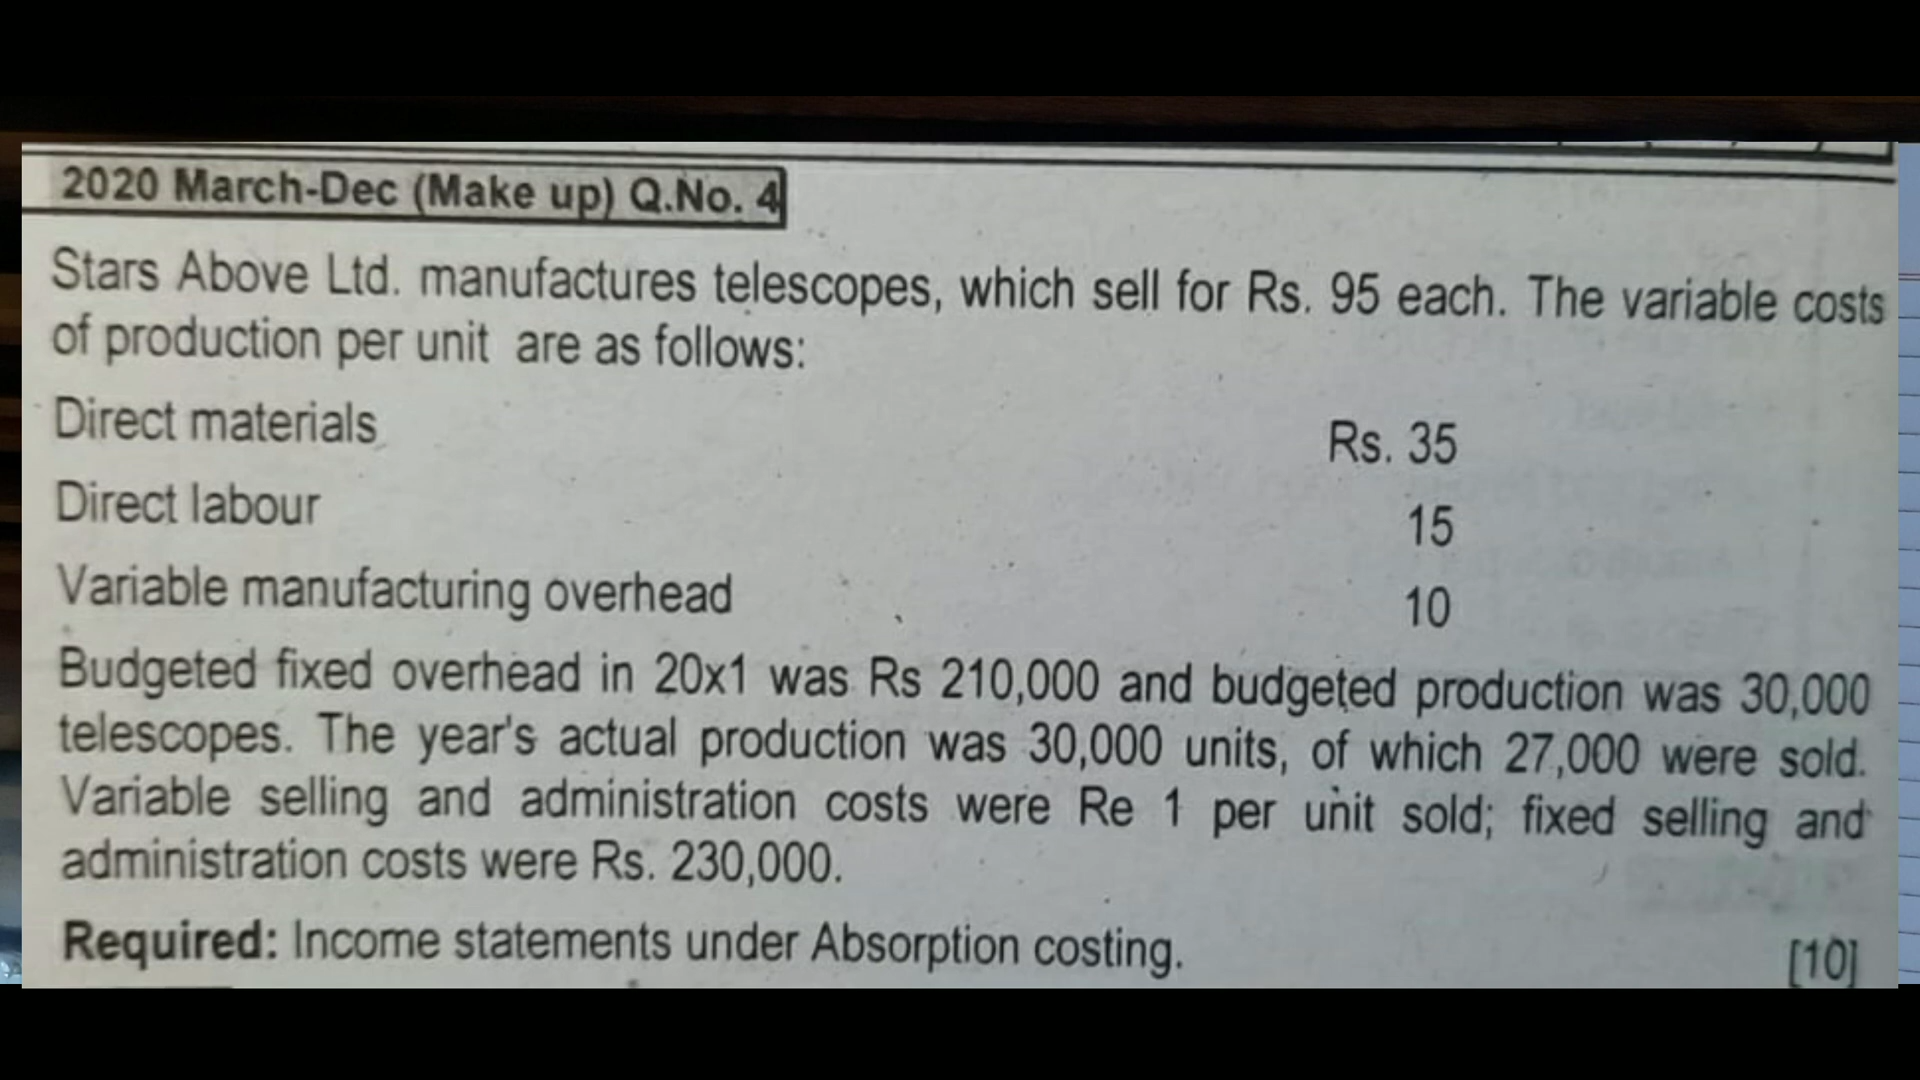 2020 March-Dec (Make up) Q.No. 4
Stars Above Ltd. manufactures telescopes, which sell for Rs. 95 each. The variable costs
of production per unit are as follows:
Direct materials Rs. 35
Direct labour 15
Variable manufacturing overhead 10
Budgeted fixed overhead in 20x1 was Rs 210,000 and budgeted production was 30,000
telescopes. The year's actual production was 30,000 units, of which 27,000 were sold.
Variable selling and administration costs were Re 1 per unit sold; fixed selling and
administration costs were Rs. 230,000.
Required: Income statements under Absorption costing. [10]